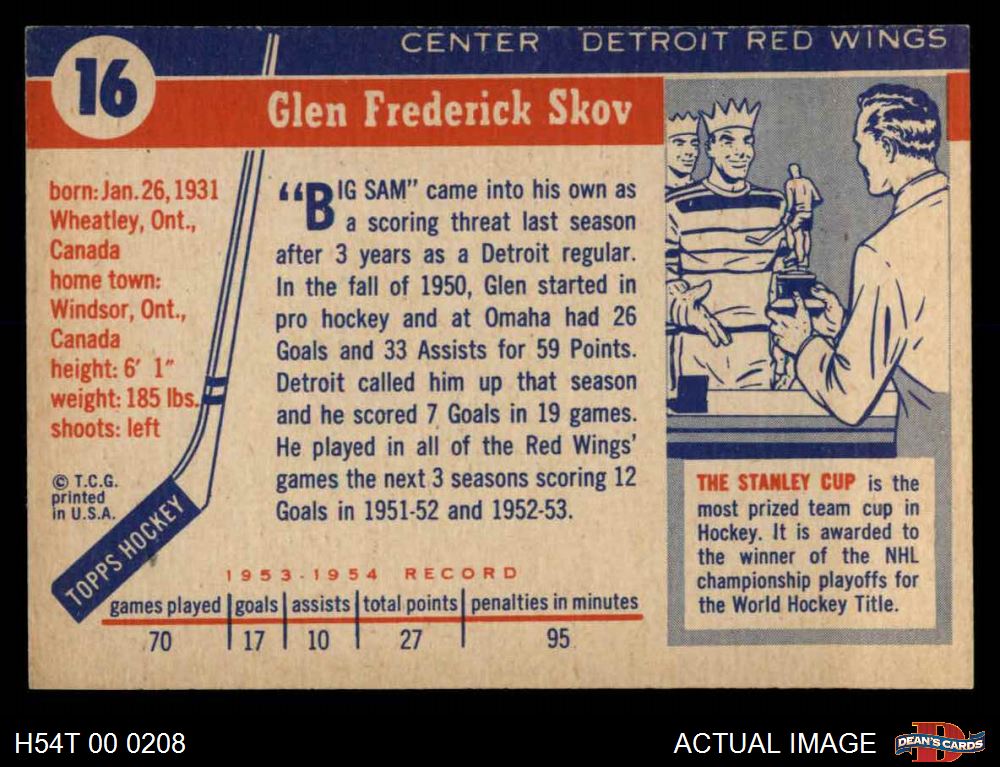 16
CENTER DETROIT RED WINGS
Glen Frederick Skov
born: Jan. 26, 1931
Wheatley, Ont.,
Canada
home town:
Windsor, Ont.,
Canada
height: 6' 1"
weight: 185 lbs.
shoots: left
© T.C.G.
printed
in U.S.A.
TOPPS HOCKEY
"BIG SAM" came into his own as
a scoring threat last season
after 3 years as a Detroit regular.
In the fall of 1950, Glen started in
pro hockey and at Omaha had 26
Goals and 33 Assists for 59 Points.
Detroit called him up that season
and he scored 7 Goals in 19 games.
He played in all of the Red Wings'
games the next 3 seasons scoring 12
Goals in 1951-52 and 1952-53.
THE STANLEY CUP is the
most prized team cup in
Hockey. It is awarded to
the winner of the NHL
championship playoffs for
the World Hockey Title.
1953-1954 RECORD
games played goals assists total points penalties in minutes
70 17 10 27 95
H54T 00 0208
ACTUAL IMAGE
D
DEAN'S CARDS